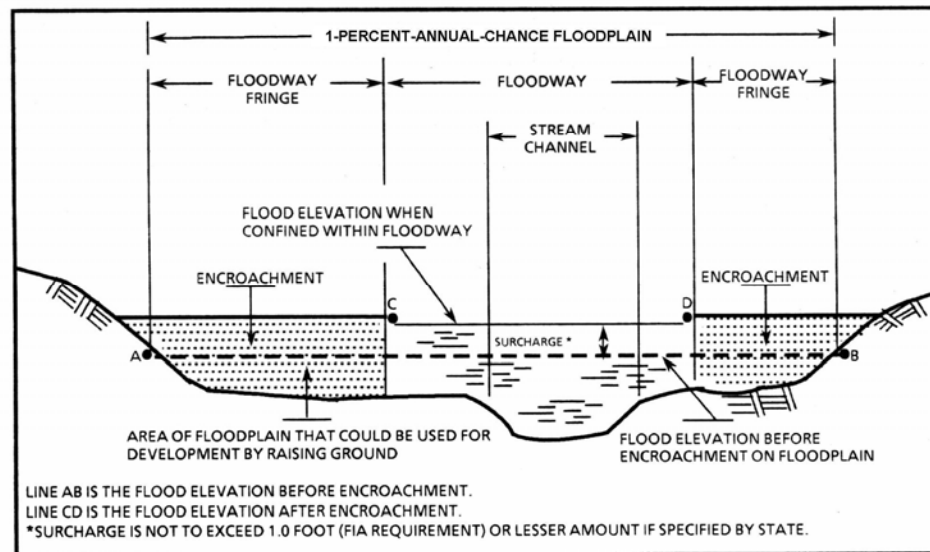 1-PERCENT-ANNUAL-CHANCE FLOODPLAIN
FLOODWAY
FRINGE
FLOODWAY
FLOODWAY
FRINGE
STREAM
CHANNEL
FLOOD ELEVATION WHEN
CONFINED WITHIN FLOODWAY
ENCROACHMENT
ENCROACHMENT
C
D
SURCHARGE *
A
B
AREA OF FLOODPLAIN THAT COULD BE USED FOR
DEVELOPMENT BY RAISING GROUND
FLOOD ELEVATION BEFORE
ENCROACHMENT ON FLOODPLAIN
LINE AB IS THE FLOOD ELEVATION BEFORE ENCROACHMENT.
LINE CD IS THE FLOOD ELEVATION AFTER ENCROACHMENT.
*SURCHARGE IS NOT TO EXCEED 1.0 FOOT (FIA REQUIREMENT) OR LESSER AMOUNT IF SPECIFIED BY STATE.